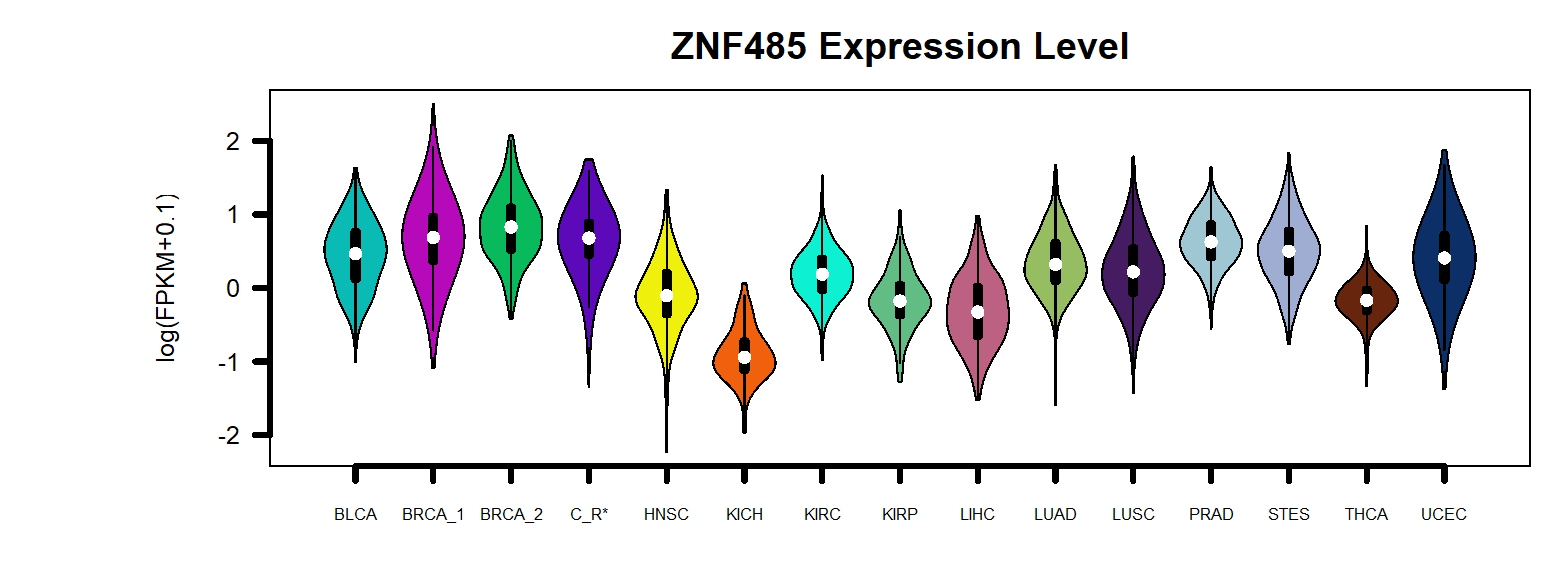 ZNF485 Expression Level
log(FPKM+0.1)
2
1
0
-1
-2
BLCA BRCA_1 BRCA_2 C_R* HNSC KICH KIRC KIRP LIHC LUAD LUSC PRAD STES THCA UCEC